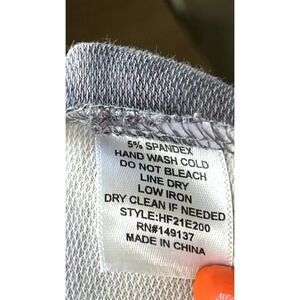 5% SPANDEX
HAND WASH COLD
DO NOT BLEACH
LINE DRY
LOW IRON
DRY CLEAN IF NEEDED
STYLE:HF21E200
RN#149137
MADE IN CHINA